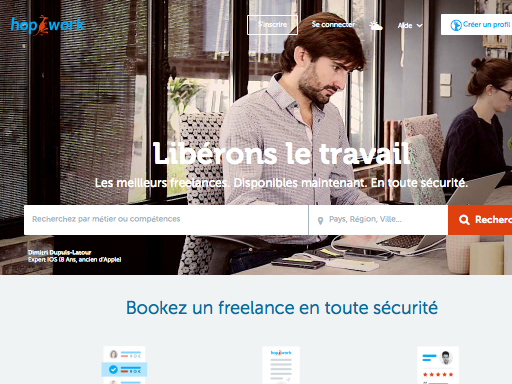 hopwork
S'inscrire
Se connecter
Aide
Créer un profil
Libérons le travail
Les meilleurs freelances. Disponibles maintenant. En toute sécurité.
Recherchez par métier ou compétences
Pays, Région, Ville...
Recherc
Dimitri Dupuis-Latour
Expert IOS (8 Ans, ancien d'Apple)
Bookez un freelance en toute sécurité
hopwork